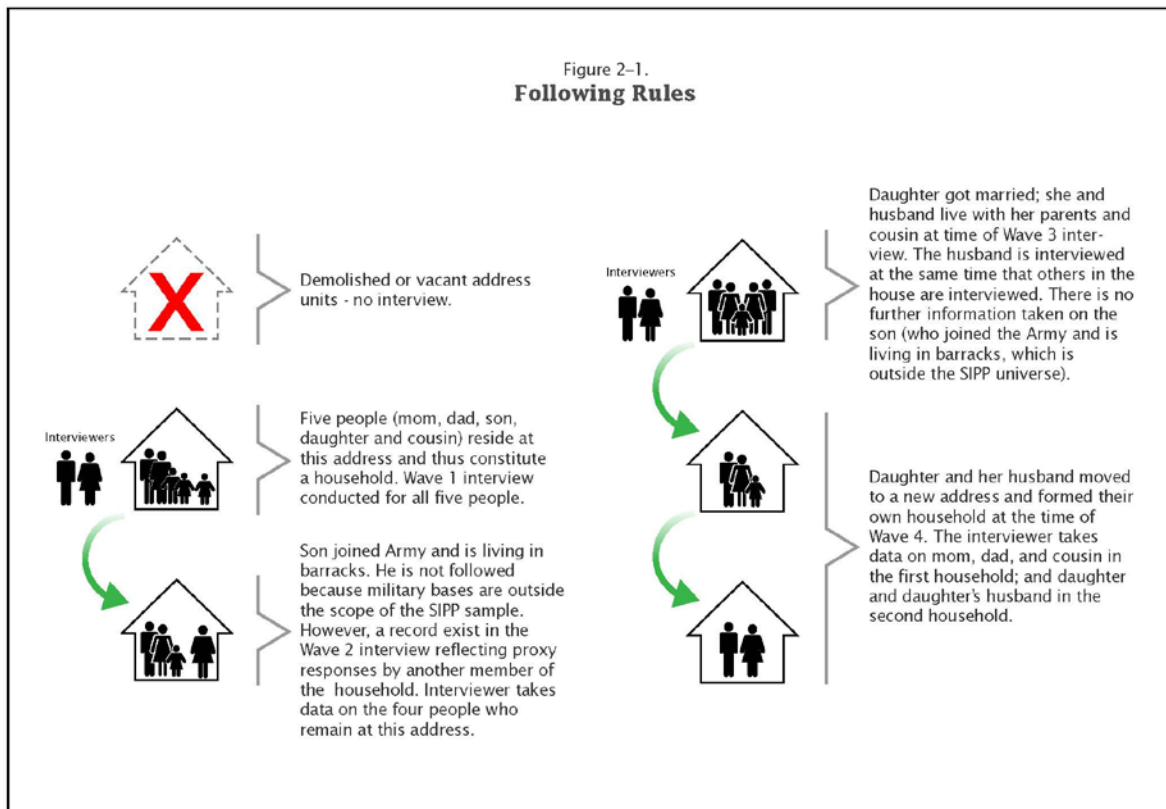 Figure 2–1.
Following Rules
Demolished or vacant address
units - no interview.
Interviewers
Five people (mom, dad, son,
daughter and cousin) reside at
this address and thus constitute
a household. Wave 1 interview
conducted for all five people.
Son joined Army and is living in
barracks. He is not followed
because military bases are outside
the scope of the SIPP sample.
However, a record exist in the
Wave 2 interview reflecting proxy
responses by another member of
the household. Interviewer takes
data on the four people who
remain at this address.
Interviewers
Daughter got married; she and
husband live with her parents and
cousin at time of Wave 3 inter-
view. The husband is interviewed
at the same time that others in the
house are interviewed. There is no
further information taken on the
son (who joined the Army and is
living in barracks, which is
outside the SIPP universe).
Daughter and her husband moved
to a new address and formed their
own household at the time of
Wave 4. The interviewer takes
data on mom, dad, and cousin in
the first household; and daughter
and daughter's husband in the
second household.